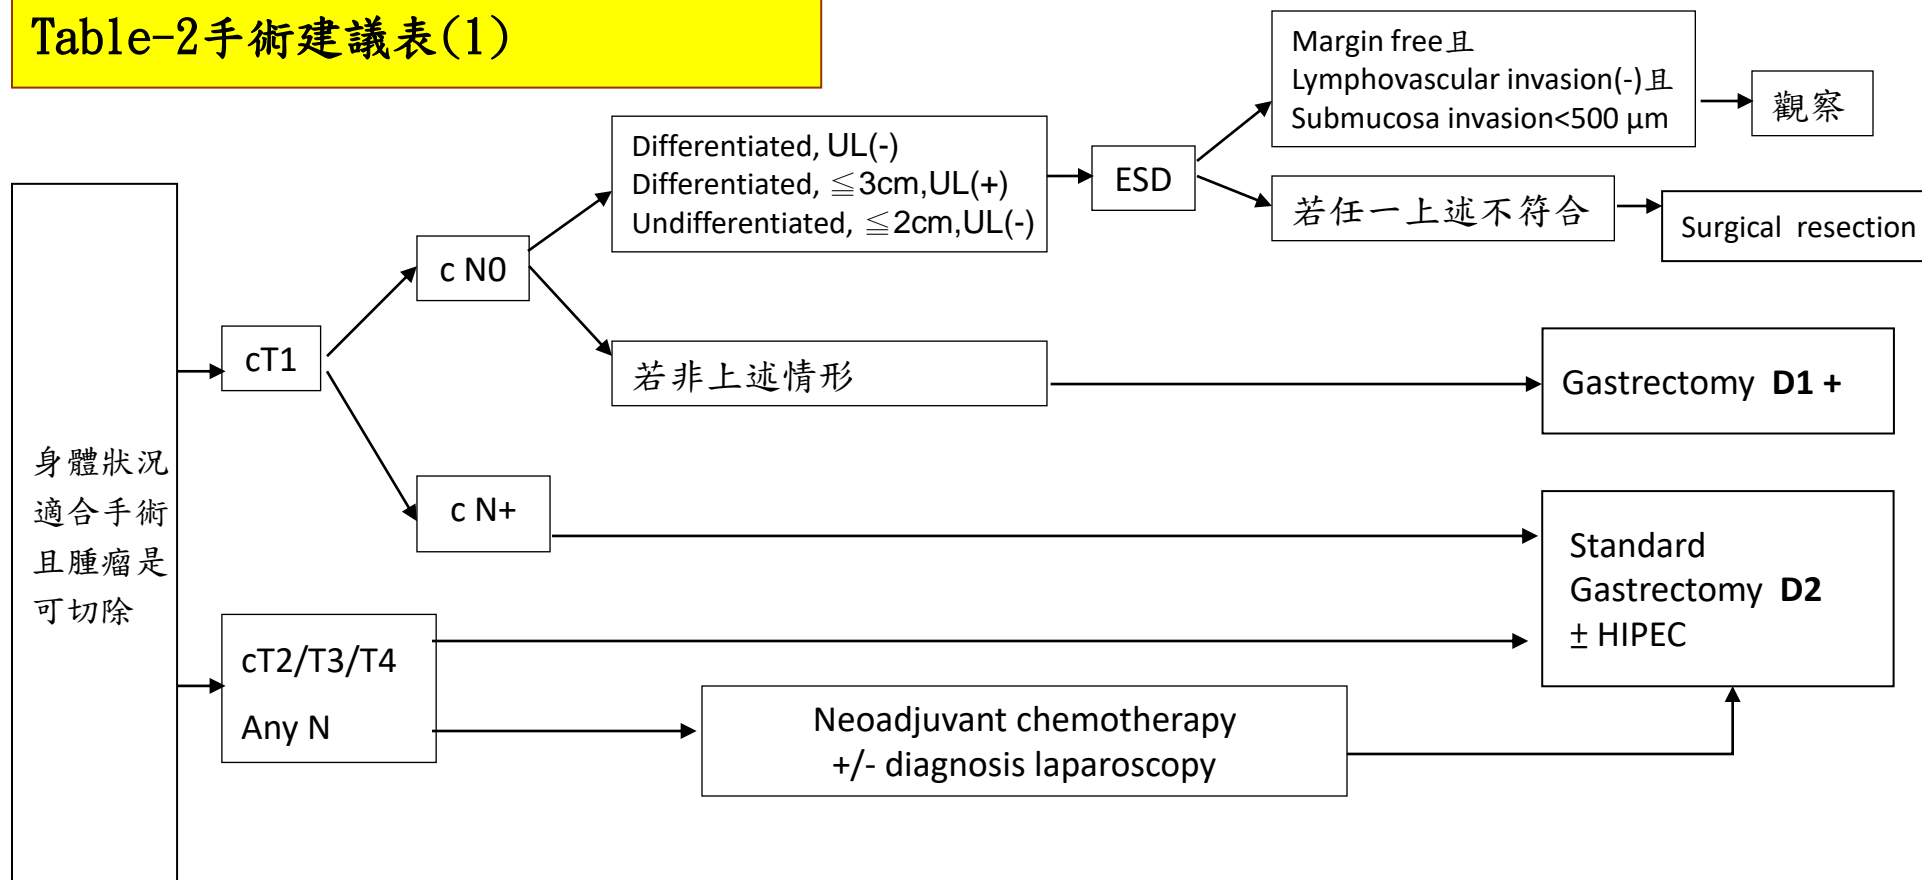 Table-2手術建議表(1)
身體狀況
適合手術
且腫瘤是
可切除
cT1
c N0
Differentiated, UL(-)
Differentiated, ≦3cm,UL(+)
Undifferentiated, ≦2cm,UL(-)
ESD
Margin free且
Lymphovascular invasion(-)且
Submucosa invasion<500 μm
觀察
若任一上述不符合
Surgical resection
若非上述情形
Gastrectomy D1 +
c N+
Standard
Gastrectomy D2
± HIPEC
cT2/T3/T4
Any N
Neoadjuvant chemotherapy
+/- diagnosis laparoscopy